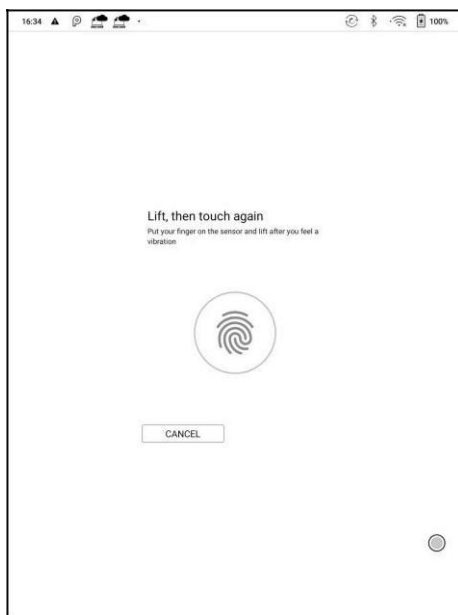 16:34
100%
Lift, then touch again
Put your finger on the sensor and lift after you feel a
vibration
CANCEL